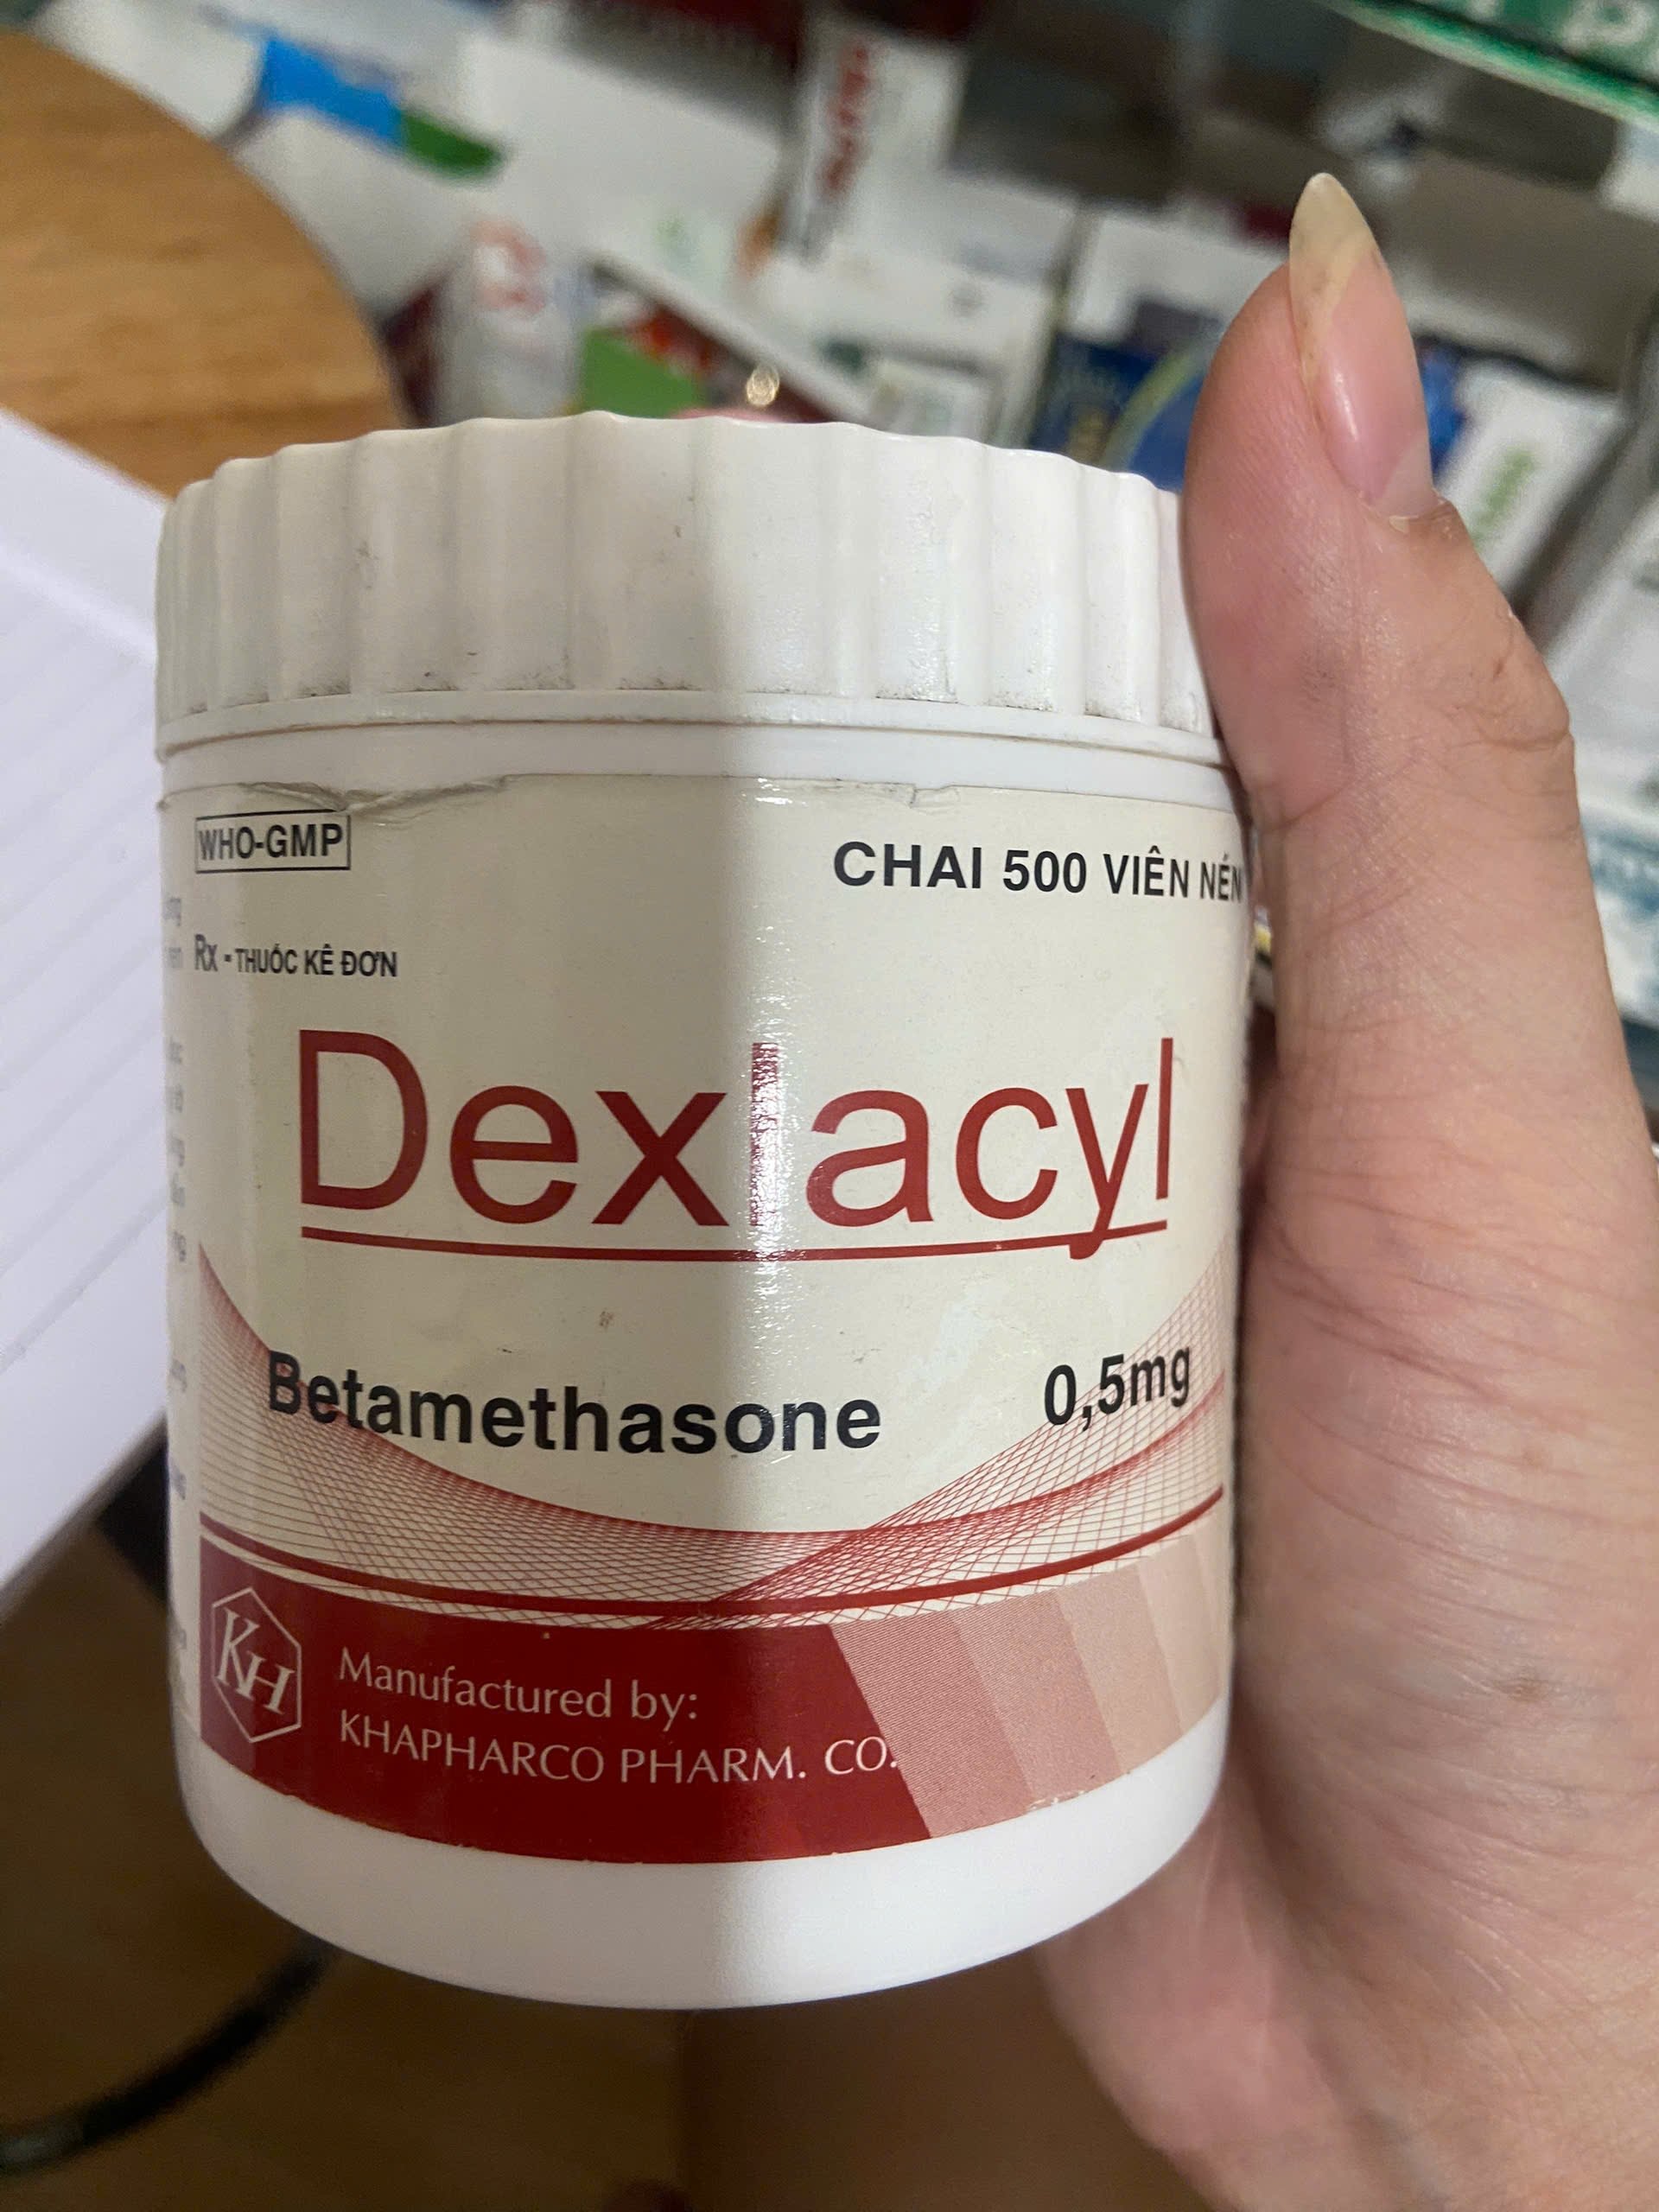 WHO-GMP
CHAI 500 VIÊN NÉN
Rx - THUỐC KÊ ĐƠN
Dexlacyl
Betamethasone 0,5mg
KH
Manufactured by:
KHAPHARCO PHARM. CO.